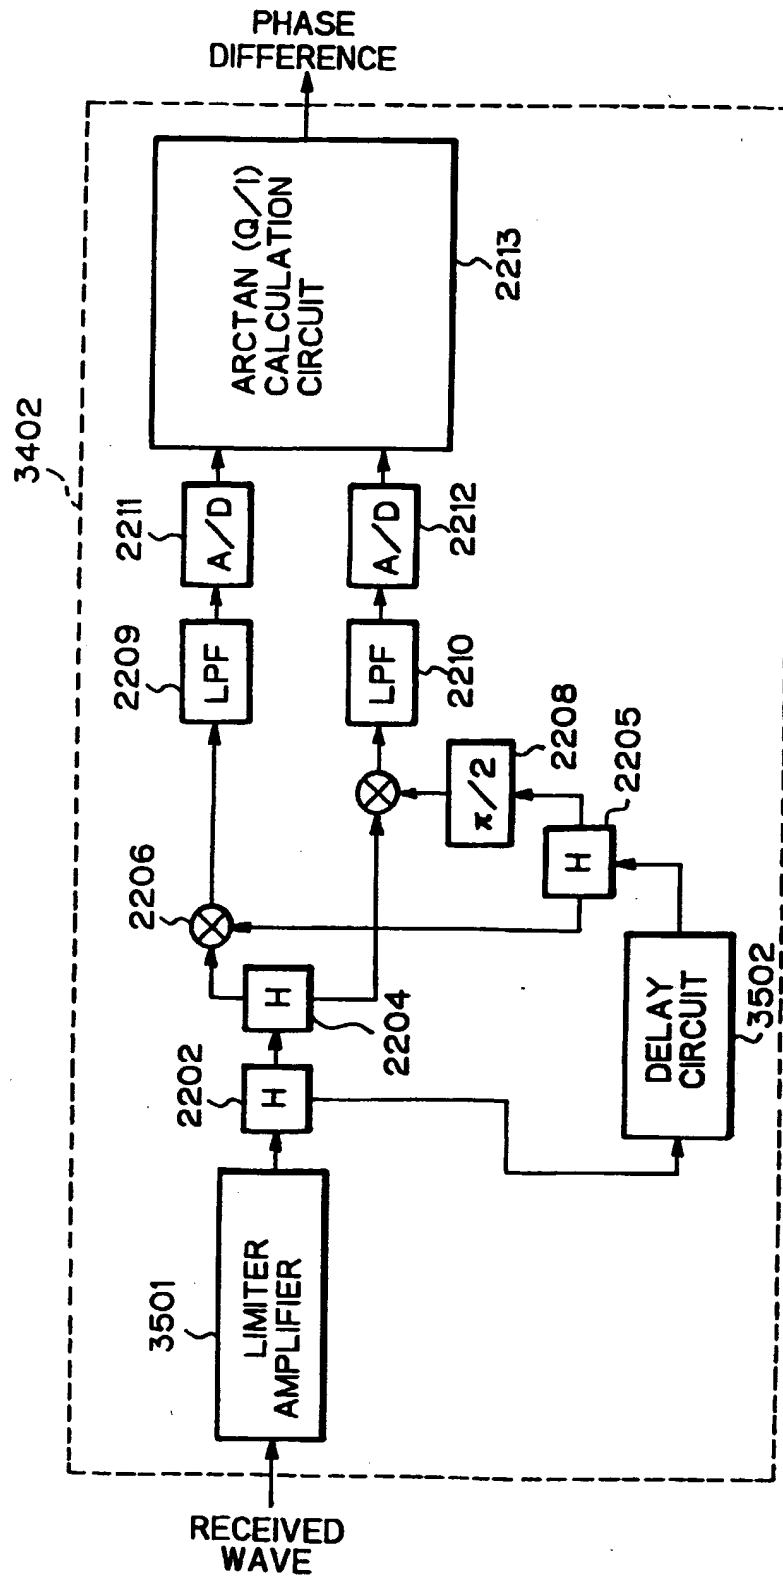 3402
RECEIVED
WAVE
3501
LIMITER
AMPLIFIER
2202
H
H
2204
2206
2209
LPF
2211
A/D
LPF
2210
A/D
2212
π/2
2208
H
2205
DELAY
CIRCUIT
3502
ARCTAN (Q/I)
CALCULATION
CIRCUIT
2213
PHASE
DIFFERENCE